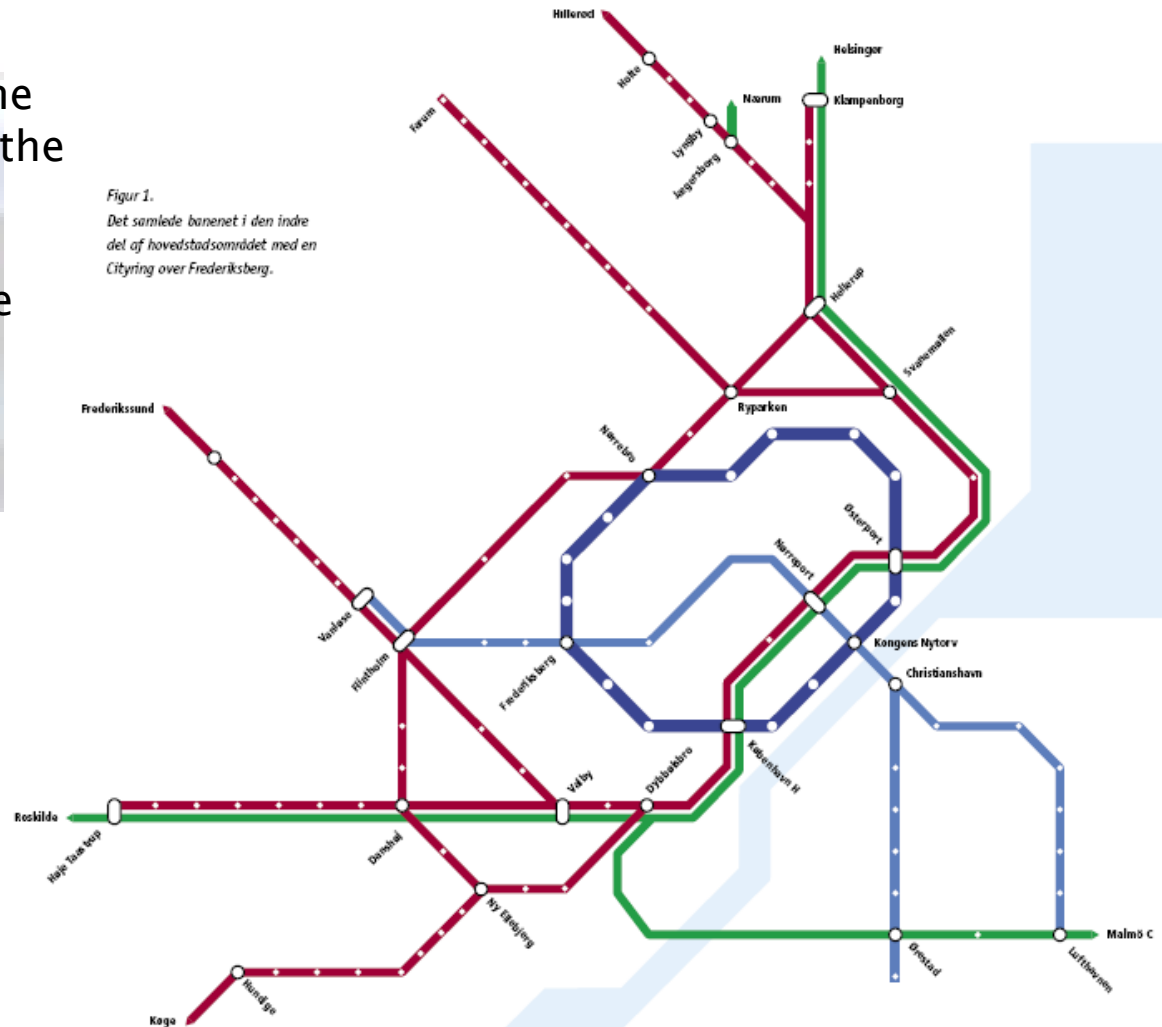 the
Figur 1.
Det samlede banenet i den indre
del af hovedstadsområdet med en
Cityring over Frederiksberg.
Hillerød
Holte
Helsingør
Nærum
Klampenborg
Farum
Lyngby
Jægersborg
Hellerup
Svanemøllen
Ryparken
Frederikssund
Nørrebro
Østerport
Nørreport
Vanløse
Flintholm
Frederiksberg
Kongens Nytorv
Christianshavn
København H
Valby
Dybbølsbro
Roskilde
Høje Taastrup
Danshøj
Ny Ellebjerg
Hundige
Køge
Ørestad
Lufthavnen
Malmö C